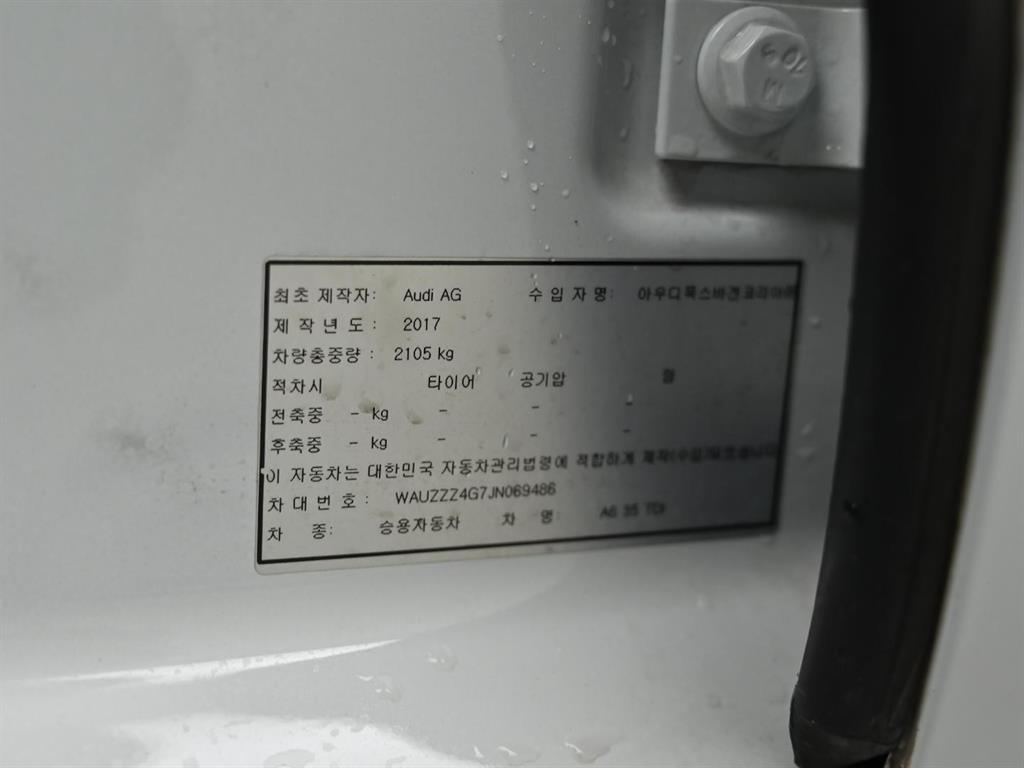 최초 제작자: Audi AG 수 입 자 명: 아우디폭스바겐코리아㈜
제 작 년 도 : 2017
차량총중량 : 2105 kg
적차시 타이어 공기압 형
전축중 - kg - - -
후축중 - kg - - -
이 자동차는 대한민국 자동차관리법령에 적합하게 제작(수입)되었습니다
차 대 번 호 : WAUZZZ4G7JN069486
차 종: 승용자동차 차 명: A6 35 TDI